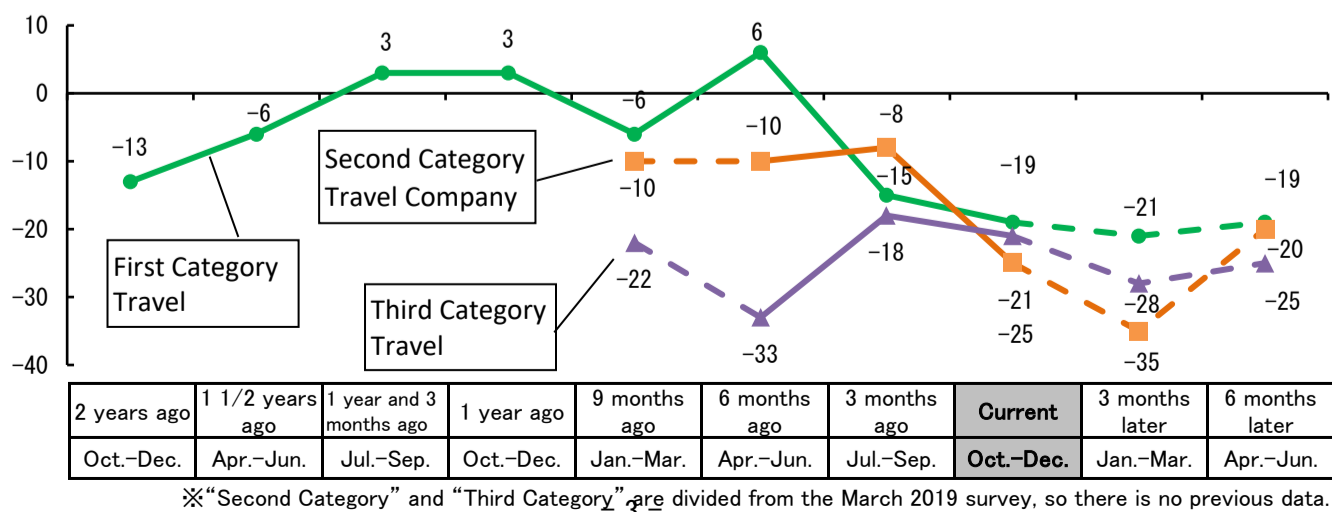 10
0
-10
-20
-30
-40
-13
-6
3
3
-6
6
-15
-19
-21
-19
-10
-10
-8
-25
-35
-20
-22
-33
-18
-21
-28
-25
First Category
Travel
Second Category
Travel Company
Third Category
Travel
2 years ago
1 1/2 years
ago
1 year and 3
months ago
1 year ago
9 months
ago
6 months
ago
3 months
ago
Current
3 months
later
6 months
later
Oct.-Dec.
Apr.-Jun.
Jul.-Sep.
Oct.-Dec.
Jan.-Mar.
Apr.-Jun.
Jul.-Sep.
Oct.-Dec.
Jan.-Mar.
Apr.-Jun.
※"Second Category" and "Third Category" are divided from the March 2019 survey, so there is no previous data.
- 3 -